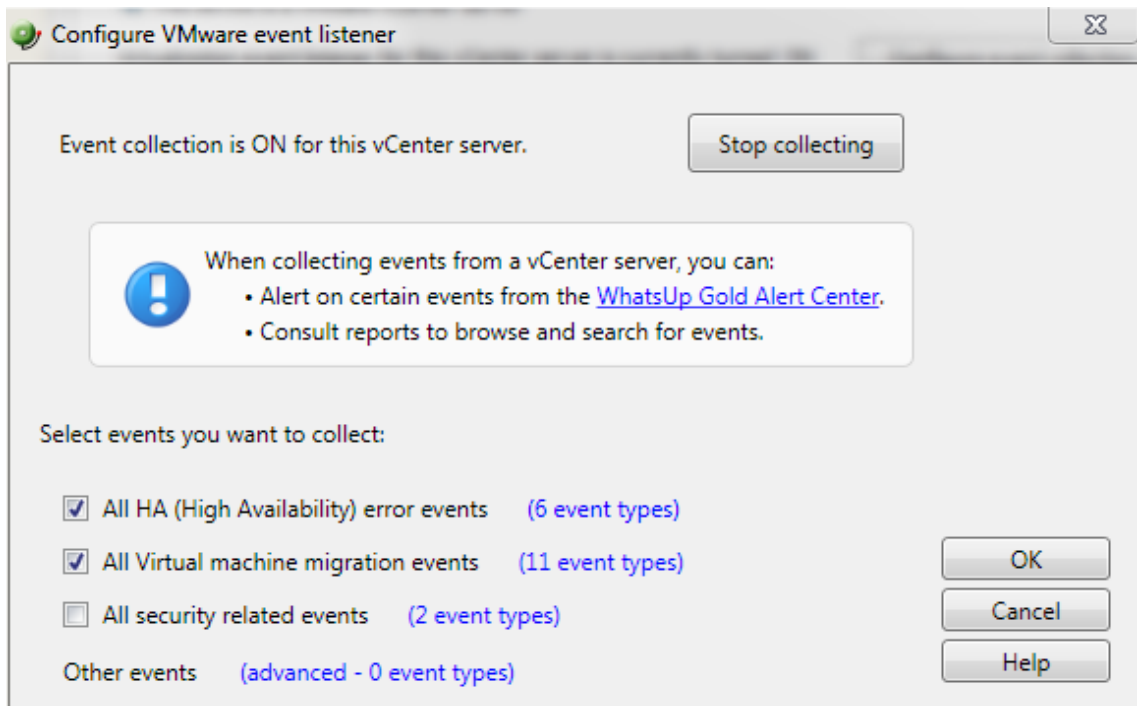 Configure VMware event listener
Event collection is ON for this vCenter server.
Stop collecting
When collecting events from a vCenter server, you can:
• Alert on certain events from the WhatsUp Gold Alert Center.
• Consult reports to browse and search for events.
Select events you want to collect:
All HA (High Availability) error events (6 event types)
All Virtual machine migration events (11 event types)
OK
All security related events (2 event types)
Cancel
Other events (advanced - 0 event types)
Help